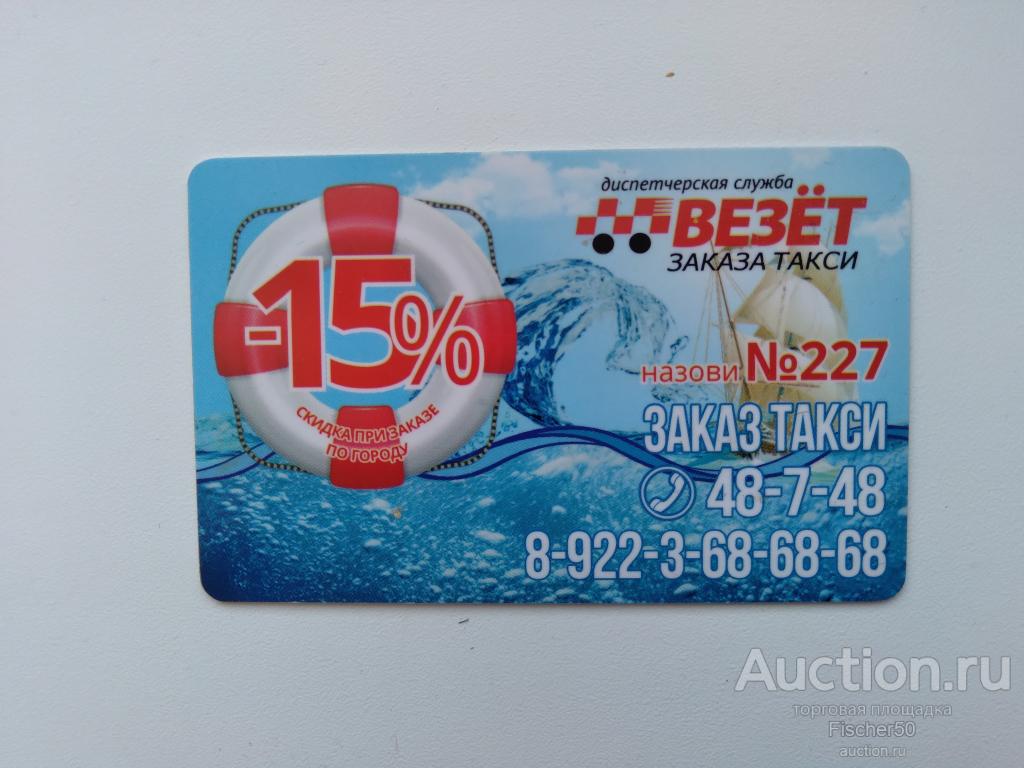 диспетчерская служба
ВЕЗЁТ
ЗАКАЗА ТАКСИ
-15%
СКИДКА ПРИ ЗАКАЗЕ
ПО ГОРОДУ
назови №227
ЗАКАЗ ТАКСИ
48-7-48
8-922-3-68-68-68
Auction.ru
торговая площадка
Fischer50
auction.ru